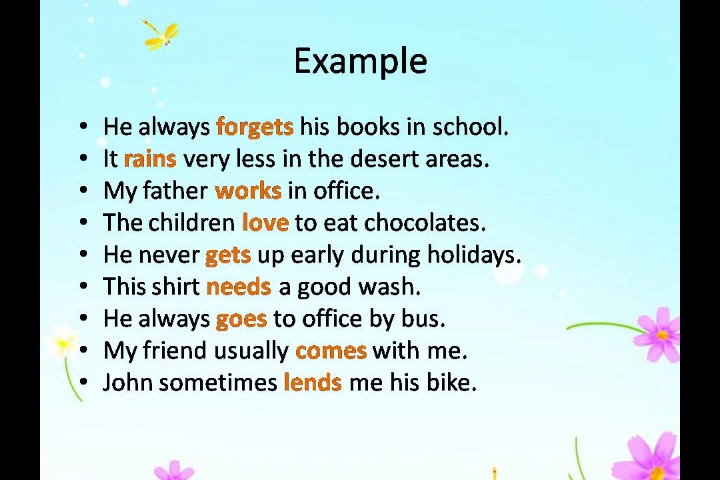 Example
• He always forgets his books in school.
• It rains very less in the desert areas.
• My father works in office.
• The children love to eat chocolates.
• He never gets up early during holidays.
• This shirt needs a good wash.
• He always goes to office by bus.
• My friend usually comes with me.
• John sometimes lends me his bike.